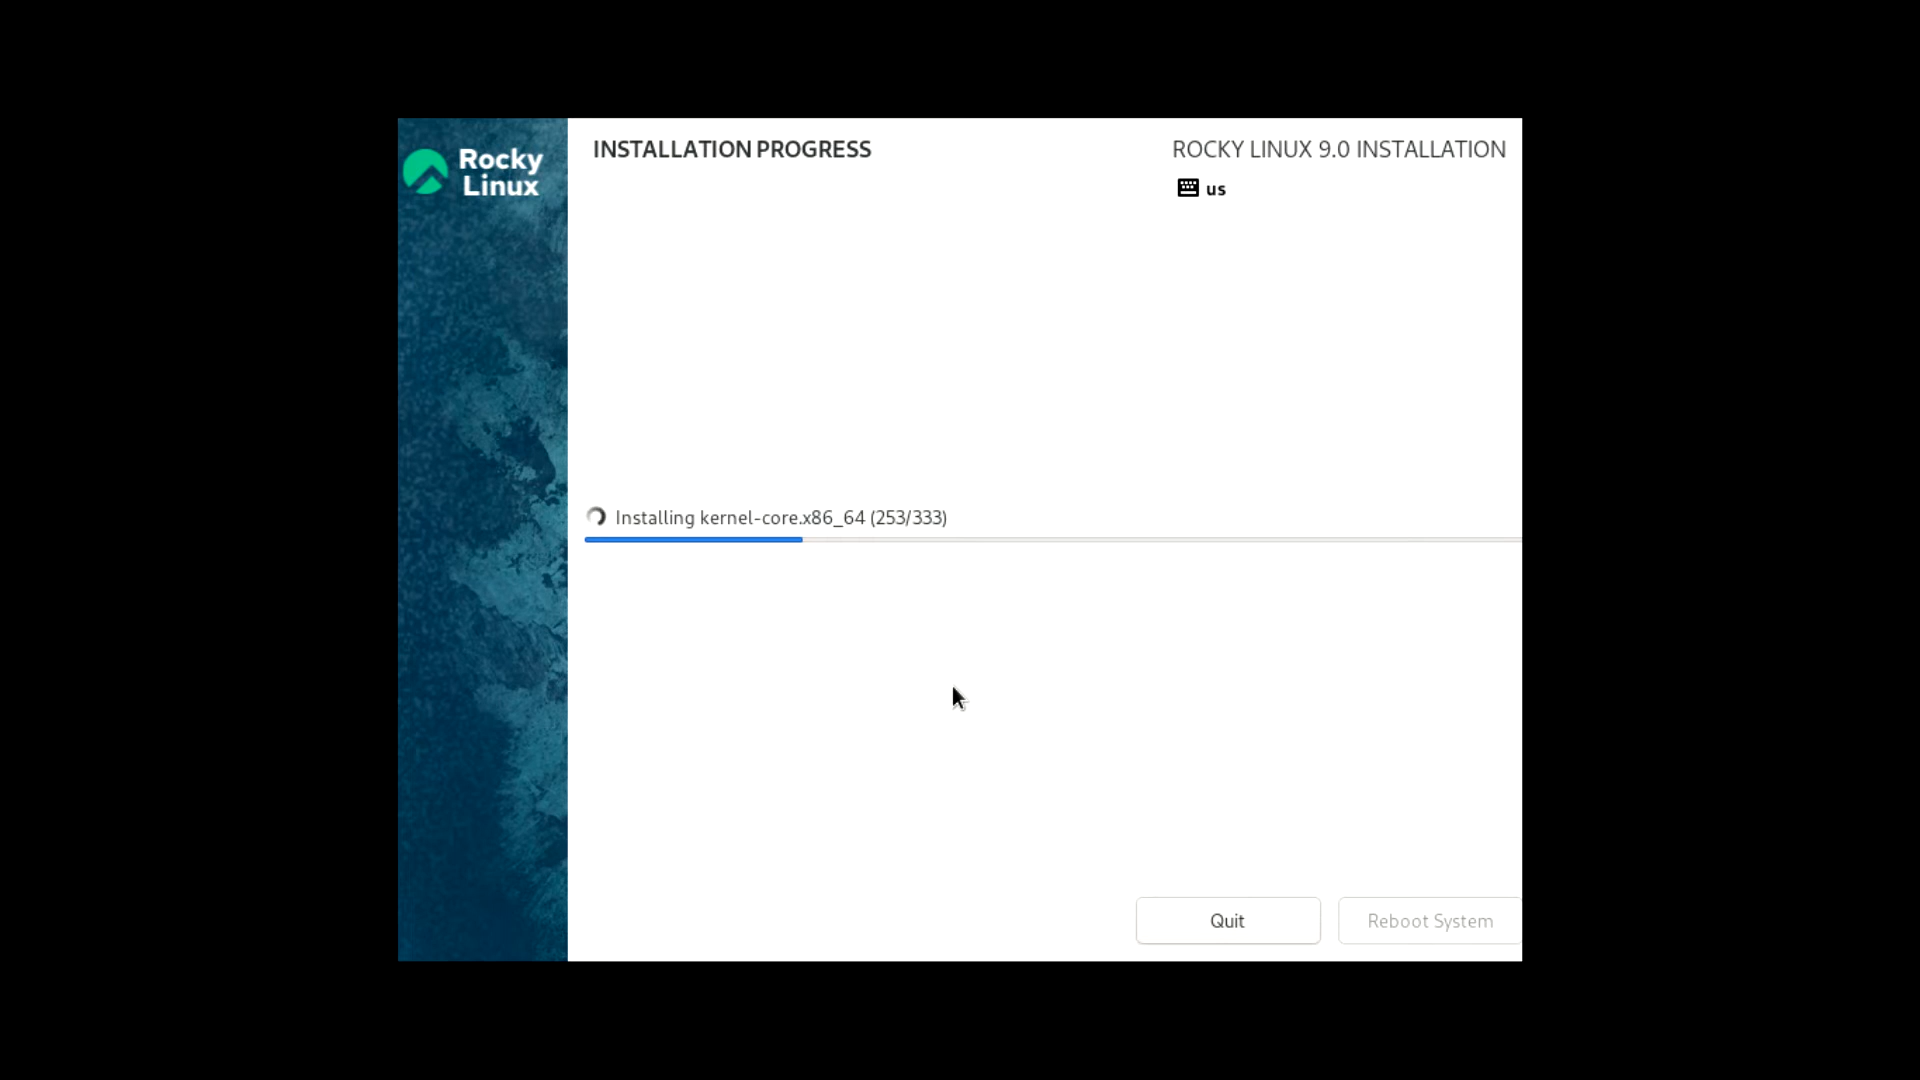 Rocky
Linux
INSTALLATION PROGRESS
ROCKY LINUX 9.0 INSTALLATION
us
Installing kernel-core.x86_64 (253/333)
Quit
Reboot System